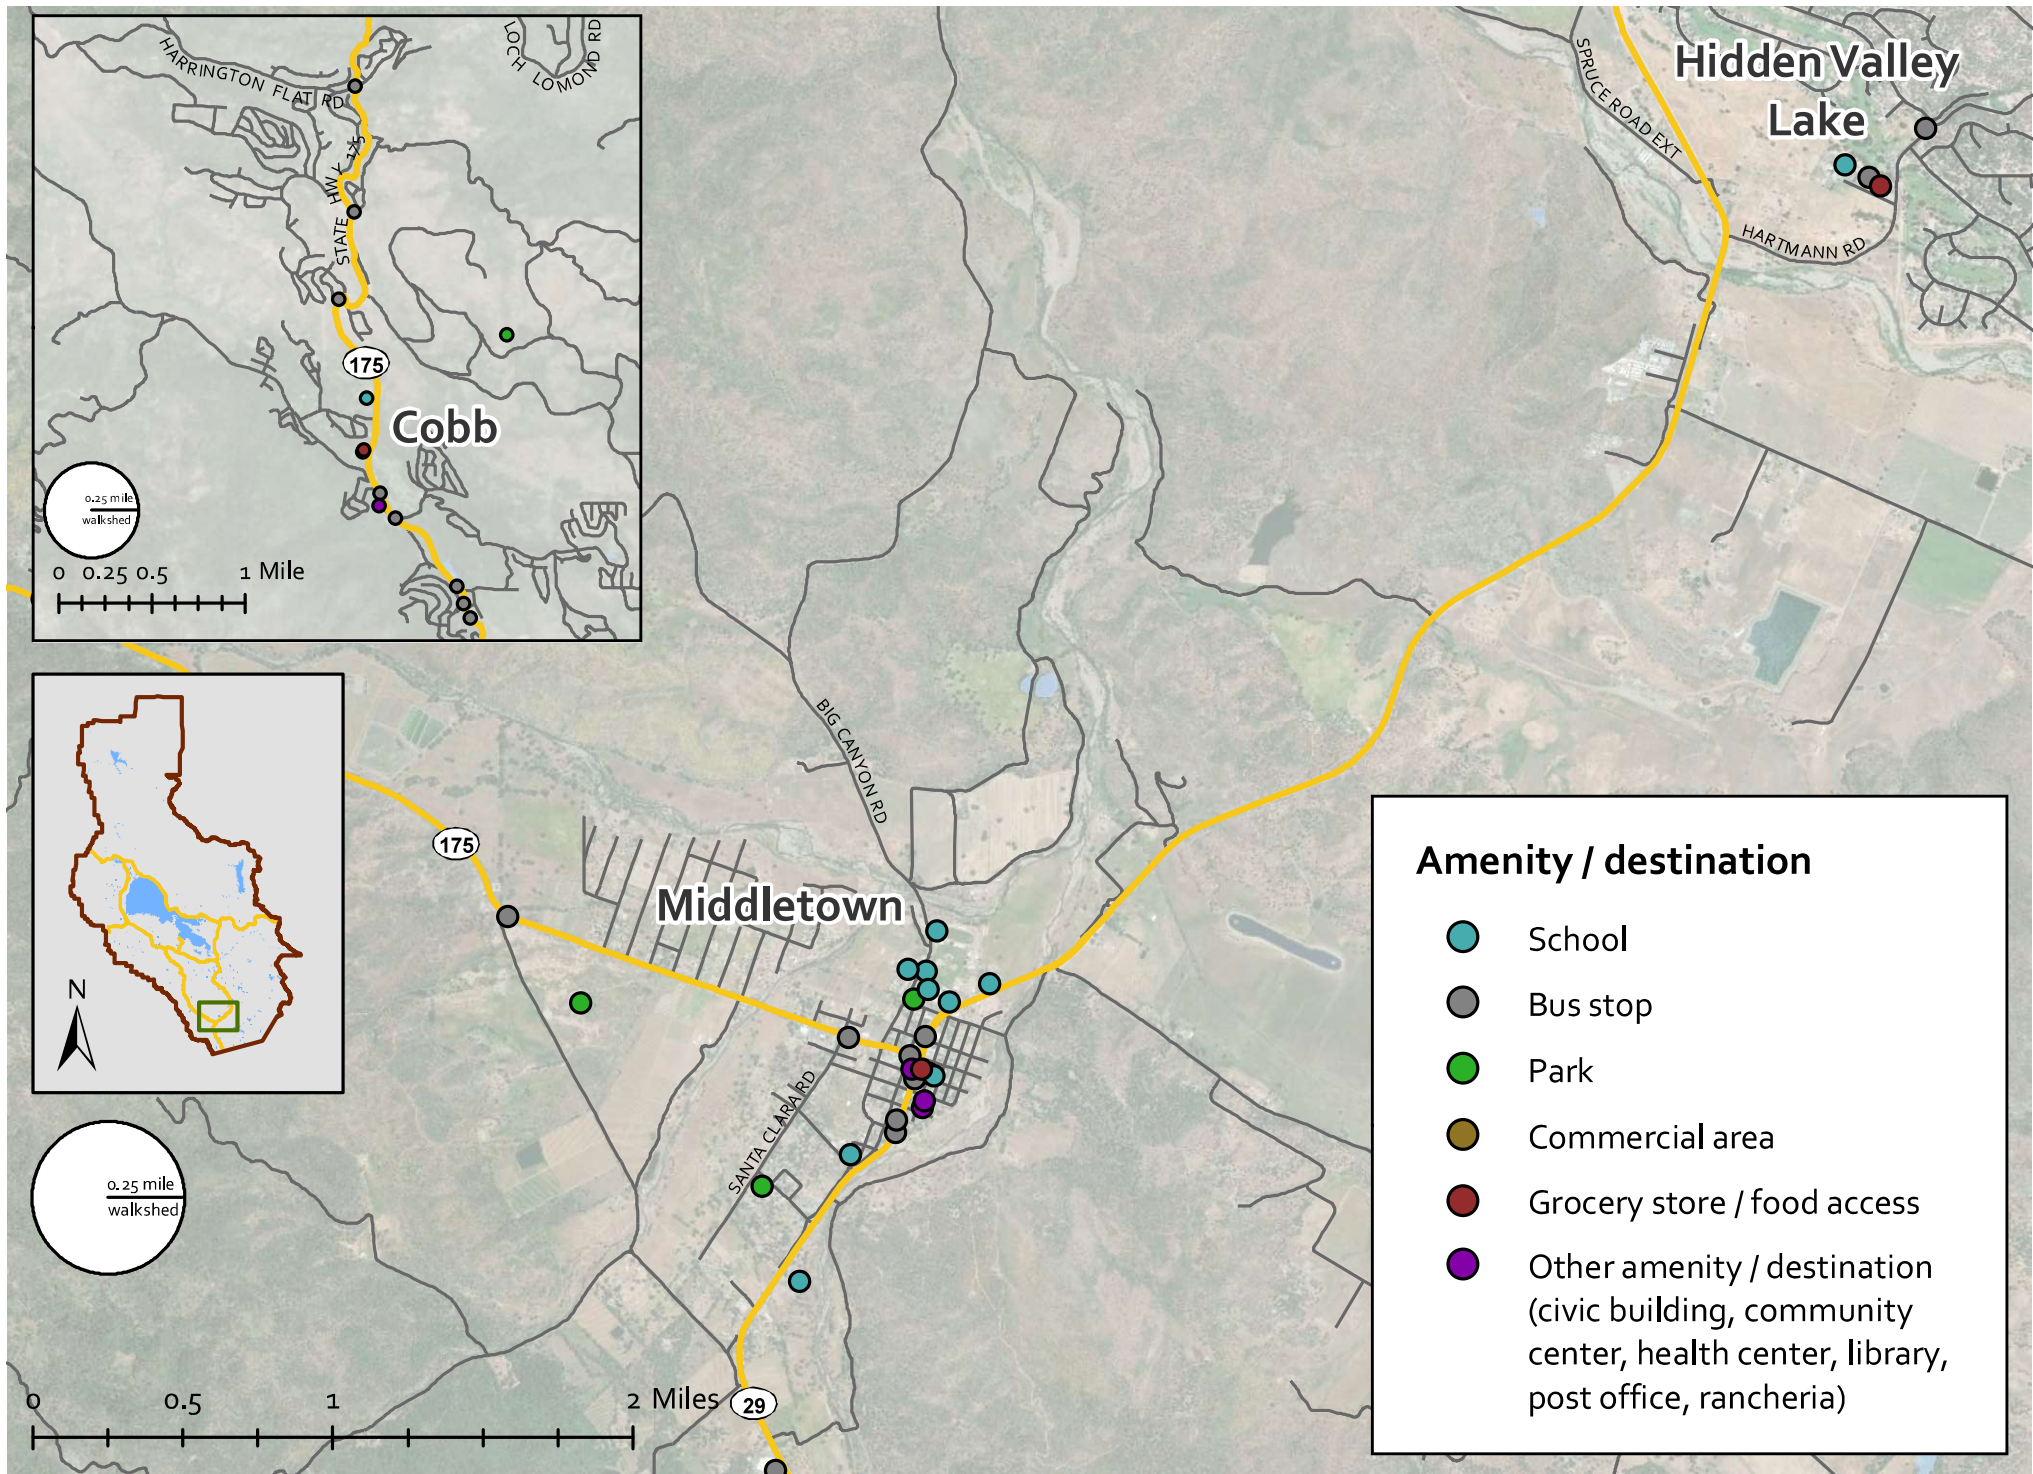 HARRINGTON FLAT RD
LOCH LOMOND RD
STATE HWY 175
175
Cobb
0.25 mile
walkshed
0 0.25 0.5 1 Mile
Hidden Valley
Lake
SPRUCE ROAD EXT
HARTMANN RD
BIG CANYON RD
175
Middletown
SANTA CLARA RD
N
0.25 mile
walkshed
0 0.5 1 2 Miles
29
Amenity / destination
School
Bus stop
Park
Commercial area
Grocery store / food access
Other amenity / destination
(civic building, community
center, health center, library,
post office, rancheria)